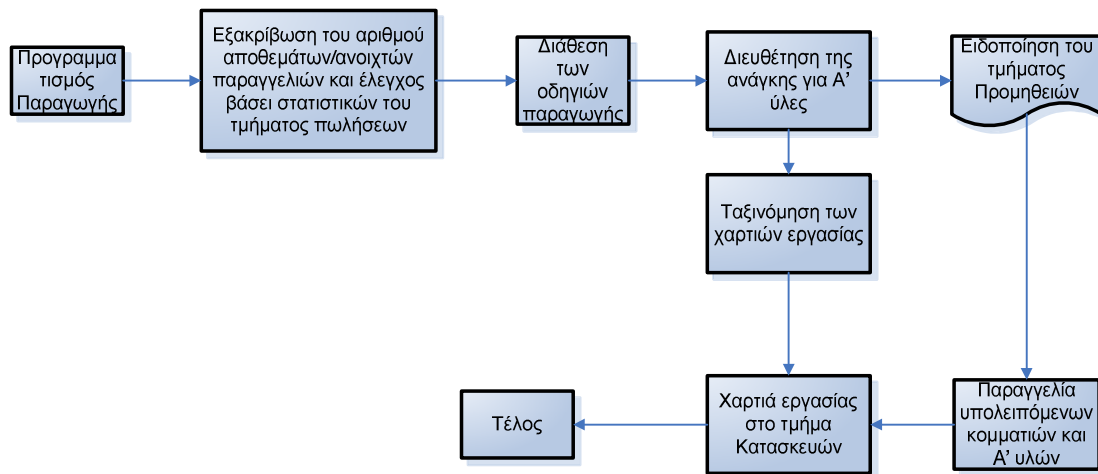 Προγραμμα
τισμός
Παραγωγής
Εξακρίβωση του αριθμού
αποθεμάτων/ανοιχτών
παραγγελιών και έλεγχος
βάσει στατιστικών του
τμήματος πωλήσεων
Διάθεση
των
οδηγιών
παραγωγής
Διευθέτηση της
ανάγκης για Α'
ύλες
Ειδοποίηση του
τμήματος
Προμηθειών
Ταξινόμηση των
χαρτιών εργασίας
Τέλος
Χαρτιά εργασίας
στο τμήμα
Κατασκευών
Παραγγελία
υπολειπόμενων
κομματιών και
Α' υλών